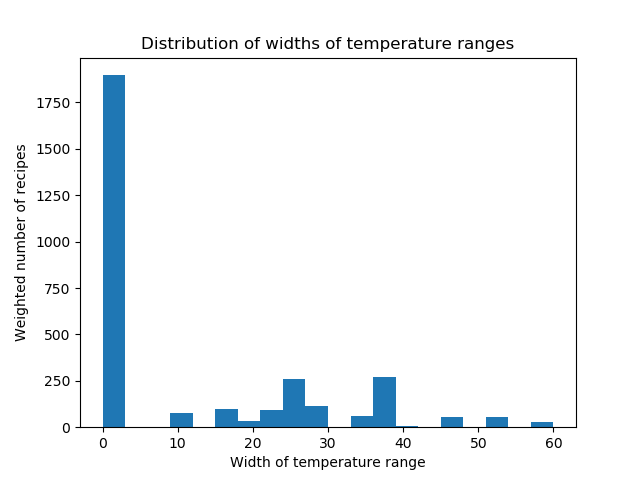 Distribution of widths of temperature ranges
Weighted number of recipes
1750
1500
1250
1000
750
500
250
0
0 10 20 30 40 50 60
Width of temperature range